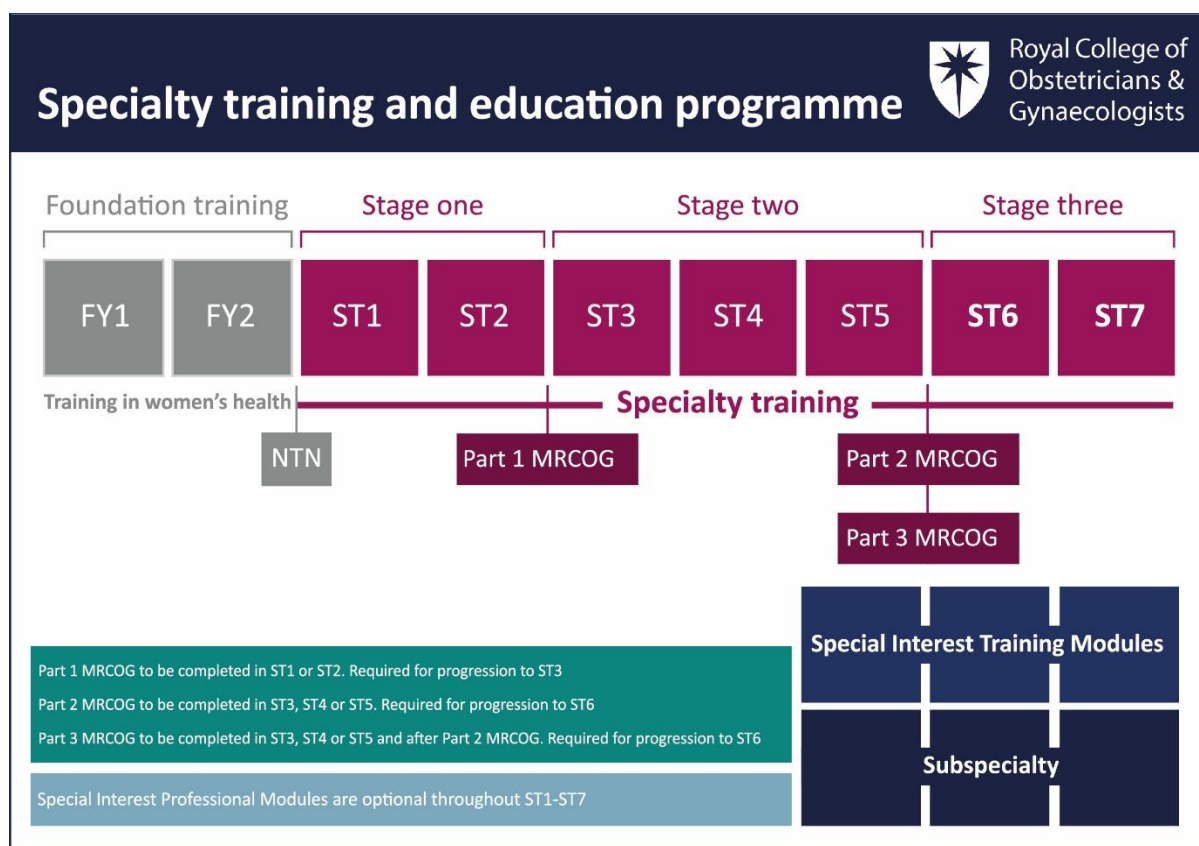 Specialty training and education programme
Royal College of
Obstetricians &
Gynaecologists
Foundation training
Stage one
Stage two
Stage three
FY1
FY2
ST1
ST2
ST3
ST4
ST5
ST6
ST7
Training in women's health
Specialty training
NTN
Part 1 MRCOG
Part 2 MRCOG
Part 3 MRCOG
Part 1 MRCOG to be completed in ST1 or ST2. Required for progression to ST3
Part 2 MRCOG to be completed in ST3, ST4 or ST5. Required for progression to ST6
Part 3 MRCOG to be completed in ST3, ST4 or ST5 and after Part 2 MRCOG. Required for progression to ST6
Special Interest Professional Modules are optional throughout ST1-ST7
Special Interest Training Modules
Subspecialty